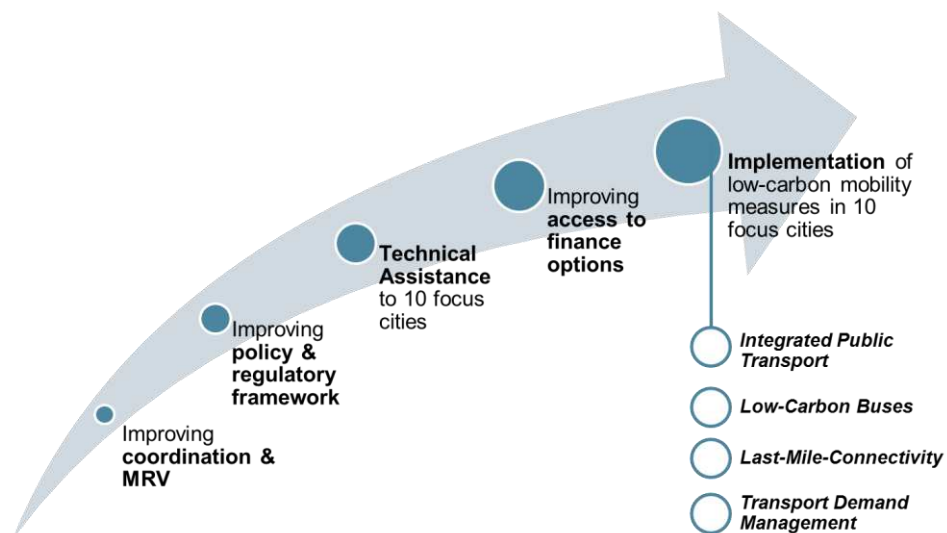 Improving
coordination &
MRV
Improving
policy &
regulatory
framework
Technical
Assistance
to 10 focus
cities
Improving
access to
finance
options
Implementation of
low-carbon mobility
measures in 10
focus cities
Integrated Public
Transport
Low-Carbon Buses
Last-Mile-Connectivity
Transport Demand
Management